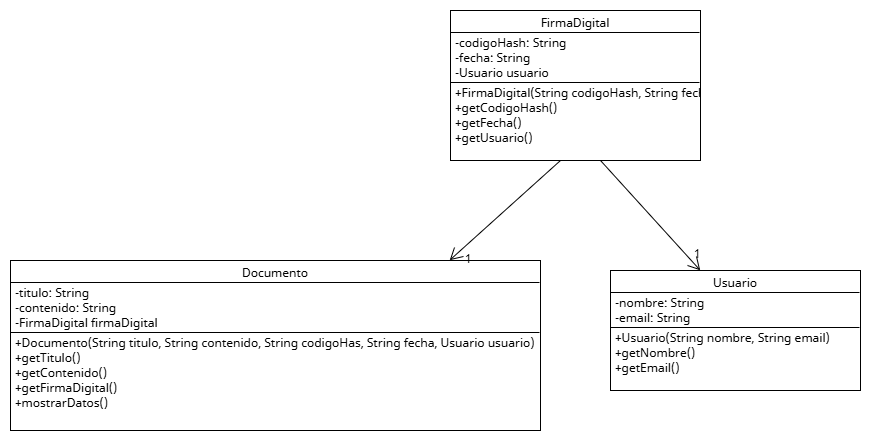 FirmaDigital
-codigoHash: String
-fecha: String
-Usuario usuario
+FirmaDigital(String codigoHash, String fecl
+getCodigoHash()
+getFecha()
+getUsuario()
1
1
Documento
-titulo: String
-contenido: String
-FirmaDigital firmaDigital
+Documento(String titulo, String contenido, String codigoHas, String fecha, Usuario usuario)
+getTitulo()
+getContenido()
+getFirmaDigital()
+mostrarDatos()
Usuario
-nombre: String
-email: String
+Usuario(String nombre, String email)
+getNombre()
+getEmail()